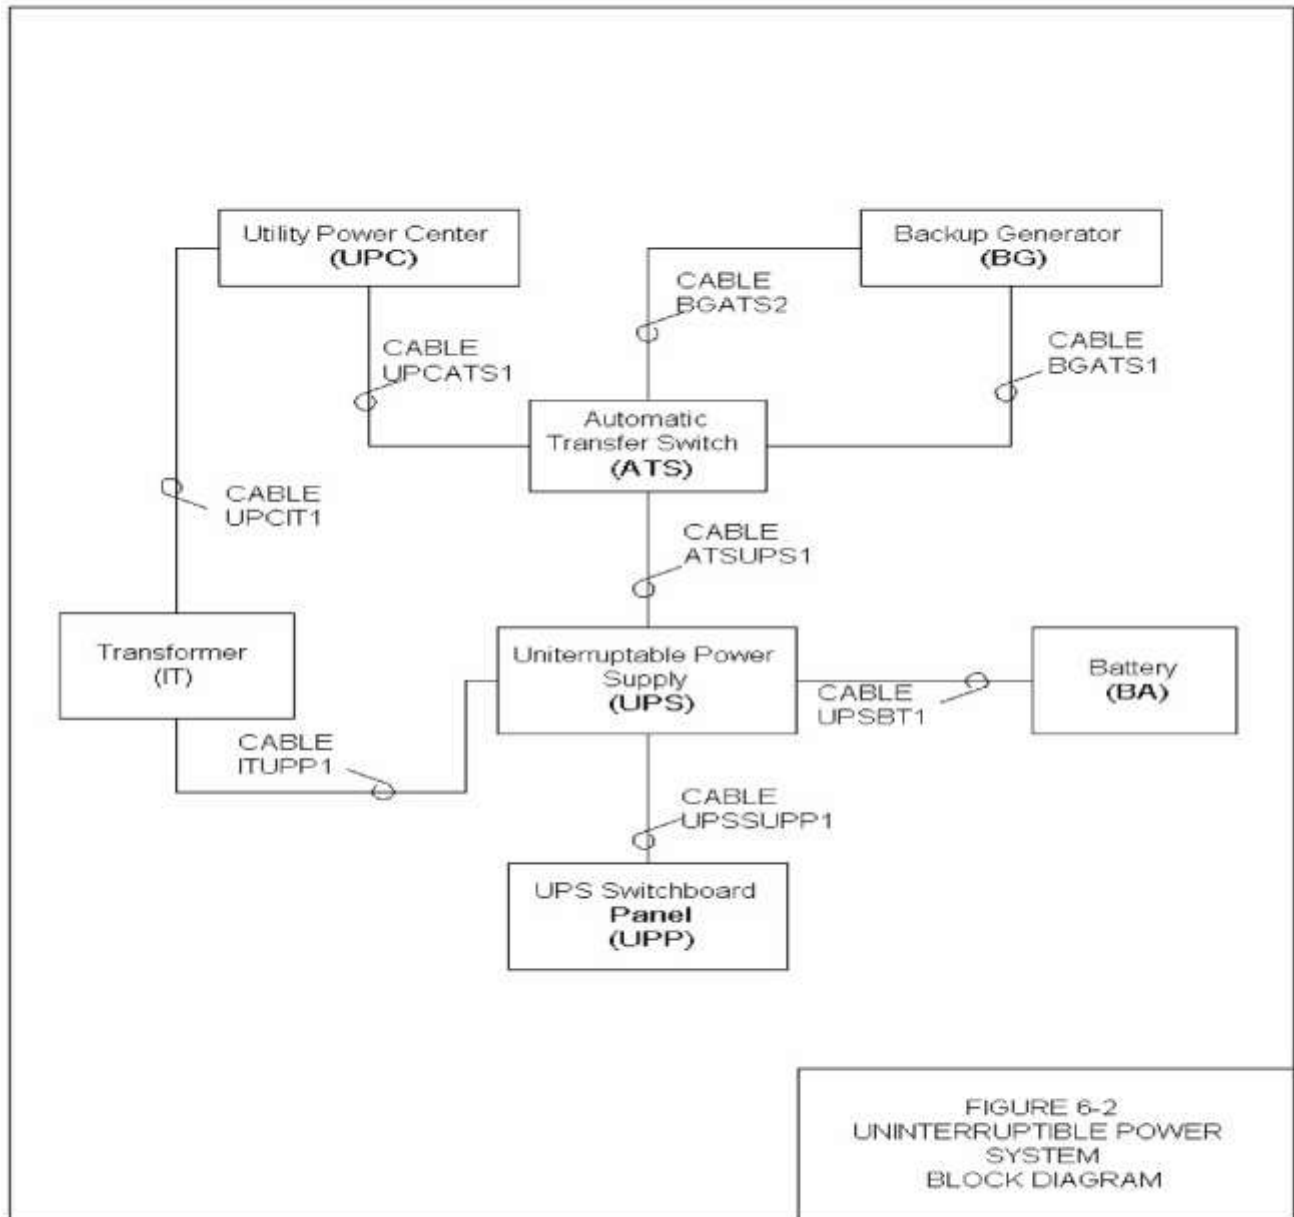 Utility Power Center
(UPC)
Backup Generator
(BG)
CABLE
BGATS2
CABLE
UPCATS1
CABLE
BGATS1
Automatic
Transfer Switch
(ATS)
CABLE
UPCIT1
CABLE
ATSUPS1
Transformer
(IT)
Uniterruptable Power
Supply
(UPS)
Battery
(BA)
CABLE
UPSBT1
CABLE
ITUPP1
CABLE
UPSSUPP1
UPS Switchboard
Panel
(UPP)
FIGURE 6-2
UNINTERRUPTIBLE POWER
SYSTEM
BLOCK DIAGRAM